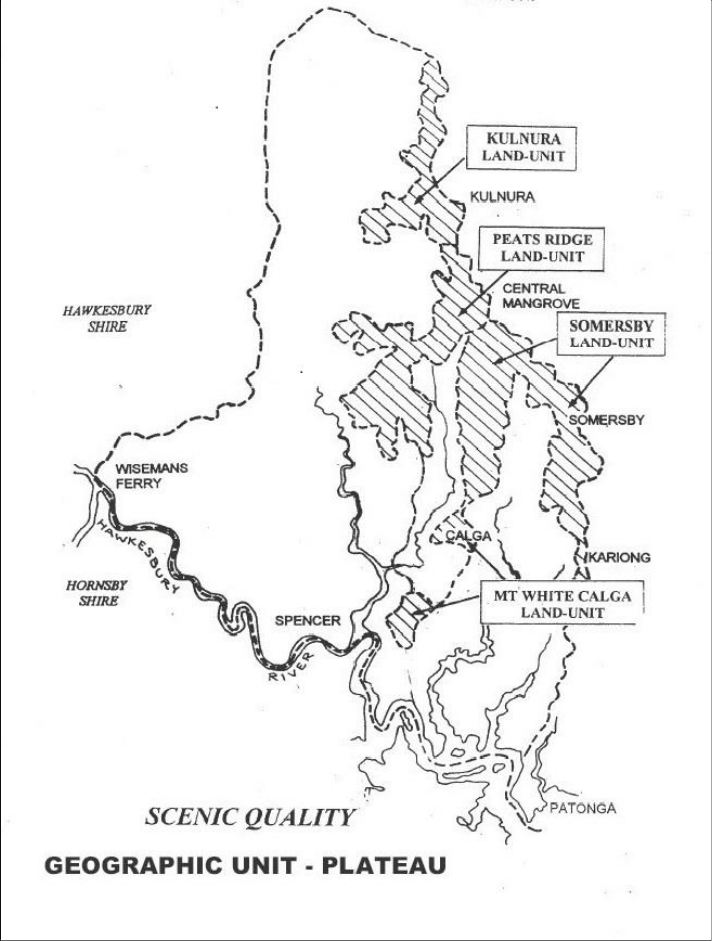 KULNURA
LAND-UNIT
KULNURA
PEATS RIDGE
LAND-UNIT
CENTRAL
MANGROVE
HAWKESBURY
SHIRE
SOMERSBY
LAND-UNIT
SOMERSBY
WISEMANS
FERRY
HAWKESBURY
CALGA
KARIONG
HORNSBY
SHIRE
MT WHITE CALGA
LAND-UNIT
SPENCER
RIVER
PATONGA
SCENIC QUALITY
GEOGRAPHIC UNIT - PLATEAU